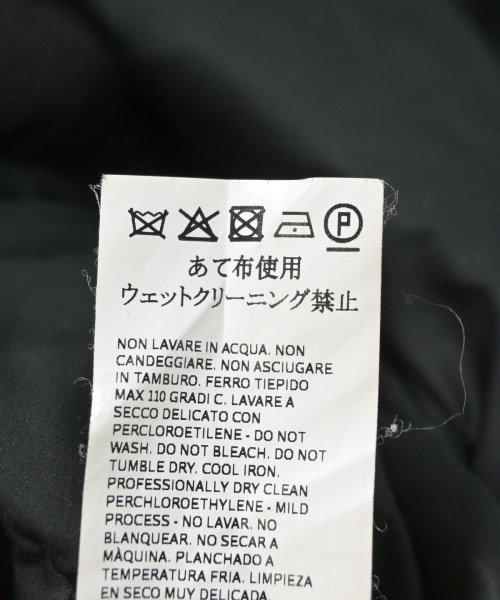 P
あて布使用
ウェットクリーニング禁止
NON LAVARE IN ACQUA. NON
CANDEGGIARE. NON ASCIUGARE
IN TAMBURO. FERRO TIEPIDO
MAX 110 GRADI C. LAVARE A
SECCO DELICATO CON
PERCLOROETILENE - DO NOT
WASH. DO NOT BLEACH. DO NOT
TUMBLE DRY. COOL IRON.
PROFESSIONALLY DRY CLEAN
PERCHLOROETHYLENE - MILD
PROCESS - NO LAVAR. NO
BLANQUEAR. NO SECAR A
MÀQUINA. PLANCHADO A
TEMPERATURA FRIA. LIMPIEZA
EN SECO MUY DELICADA.